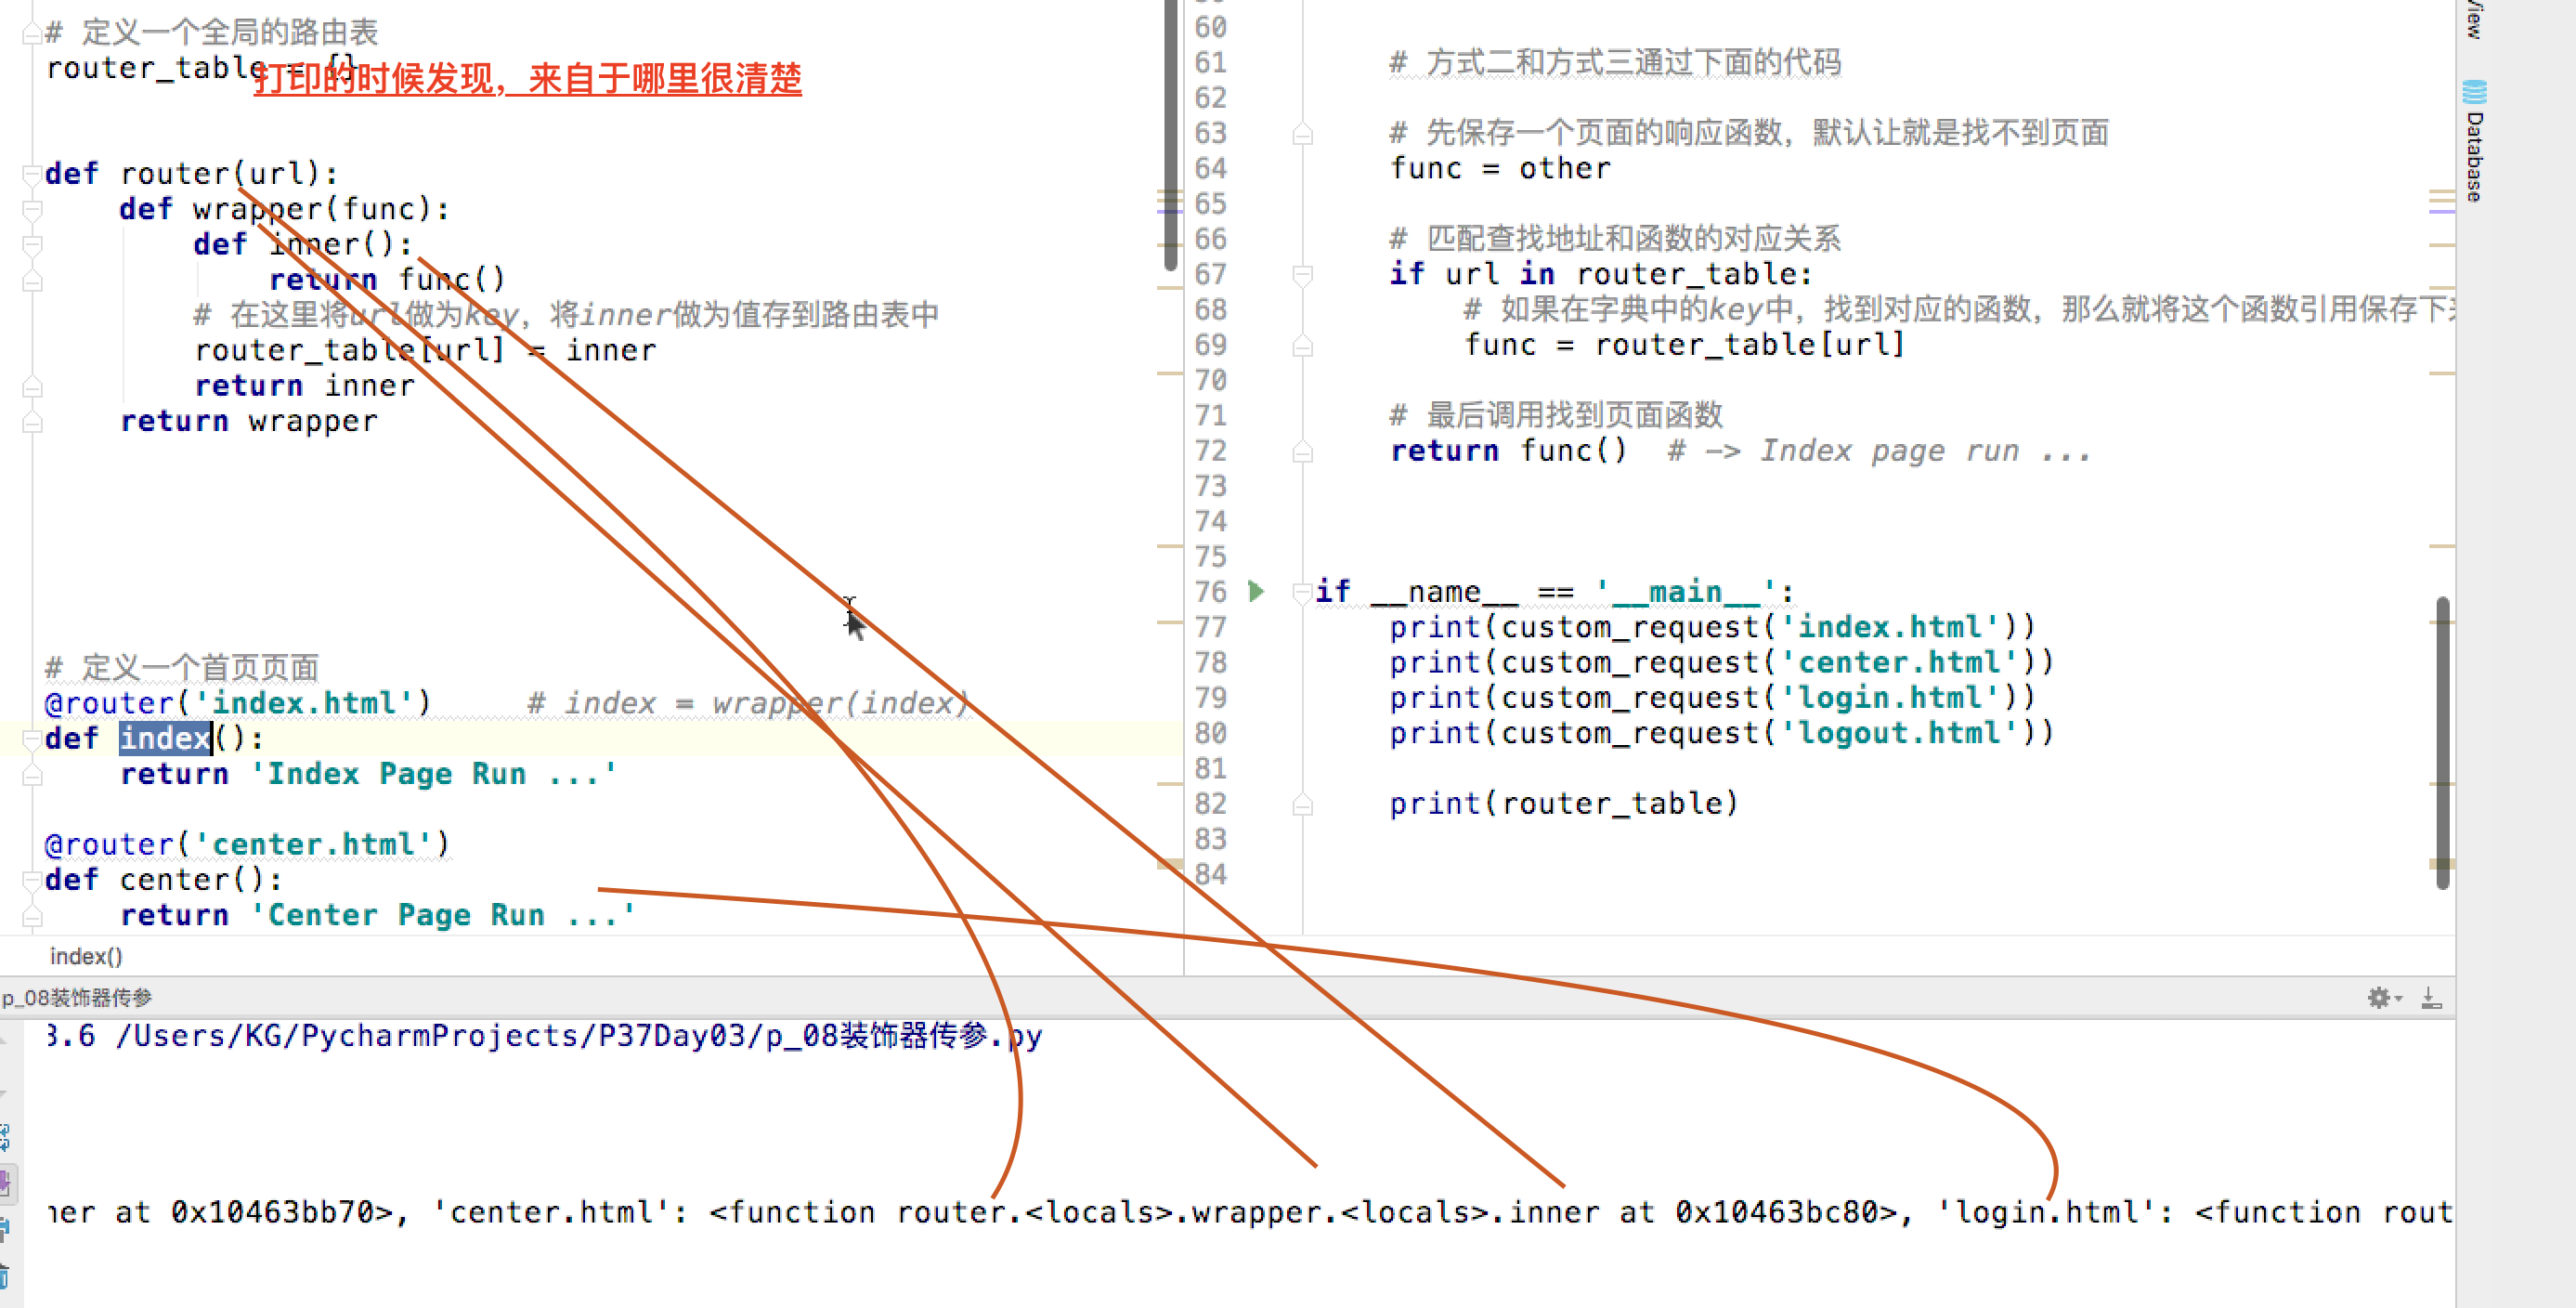 # 定义一个全局的路由表
router_table = {}
打印的时候发现，来自于哪里很清楚
def router(url):
def wrapper(func):
def inner():
return func()
# 在这里将url做为key，将inner做为值存到路由表中
router_table[url] = inner
return inner
return wrapper
# 定义一个首页页面
@router('index.html')      # index = wrapper(index)
def index():
return 'Index Page Run ...'
@router('center.html')
def center():
return 'Center Page Run ...'
index()
60
61 # 方式二和方式三通过下面的代码
62
63 # 先保存一个页面的响应函数，默认让就是找不到页面
64 func = other
65
66 # 匹配查找地址和函数的对应关系
67 if url in router_table:
68 # 如果在字典中的key中，找到对应的函数，那么就将这个函数引用保存下
69 func = router_table[url]
70
71 # 最后调用找到页面函数
72 return func()  # -> Index page run ...
73
74
75
76 if __name__ == '__main__':
77 print(custom_request('index.html'))
78 print(custom_request('center.html'))
79 print(custom_request('login.html'))
80 print(custom_request('logout.html'))
81
82 print(router_table)
83
84
View
Database
p_08装饰器传参
3.6 /Users/KG/PycharmProjects/P37Day03/p_08装饰器传参.py
ner at 0x10463bb70>, 'center.html': <function router.<locals>.wrapper.<locals>.inner at 0x10463bc80>, 'login.html': <function rout